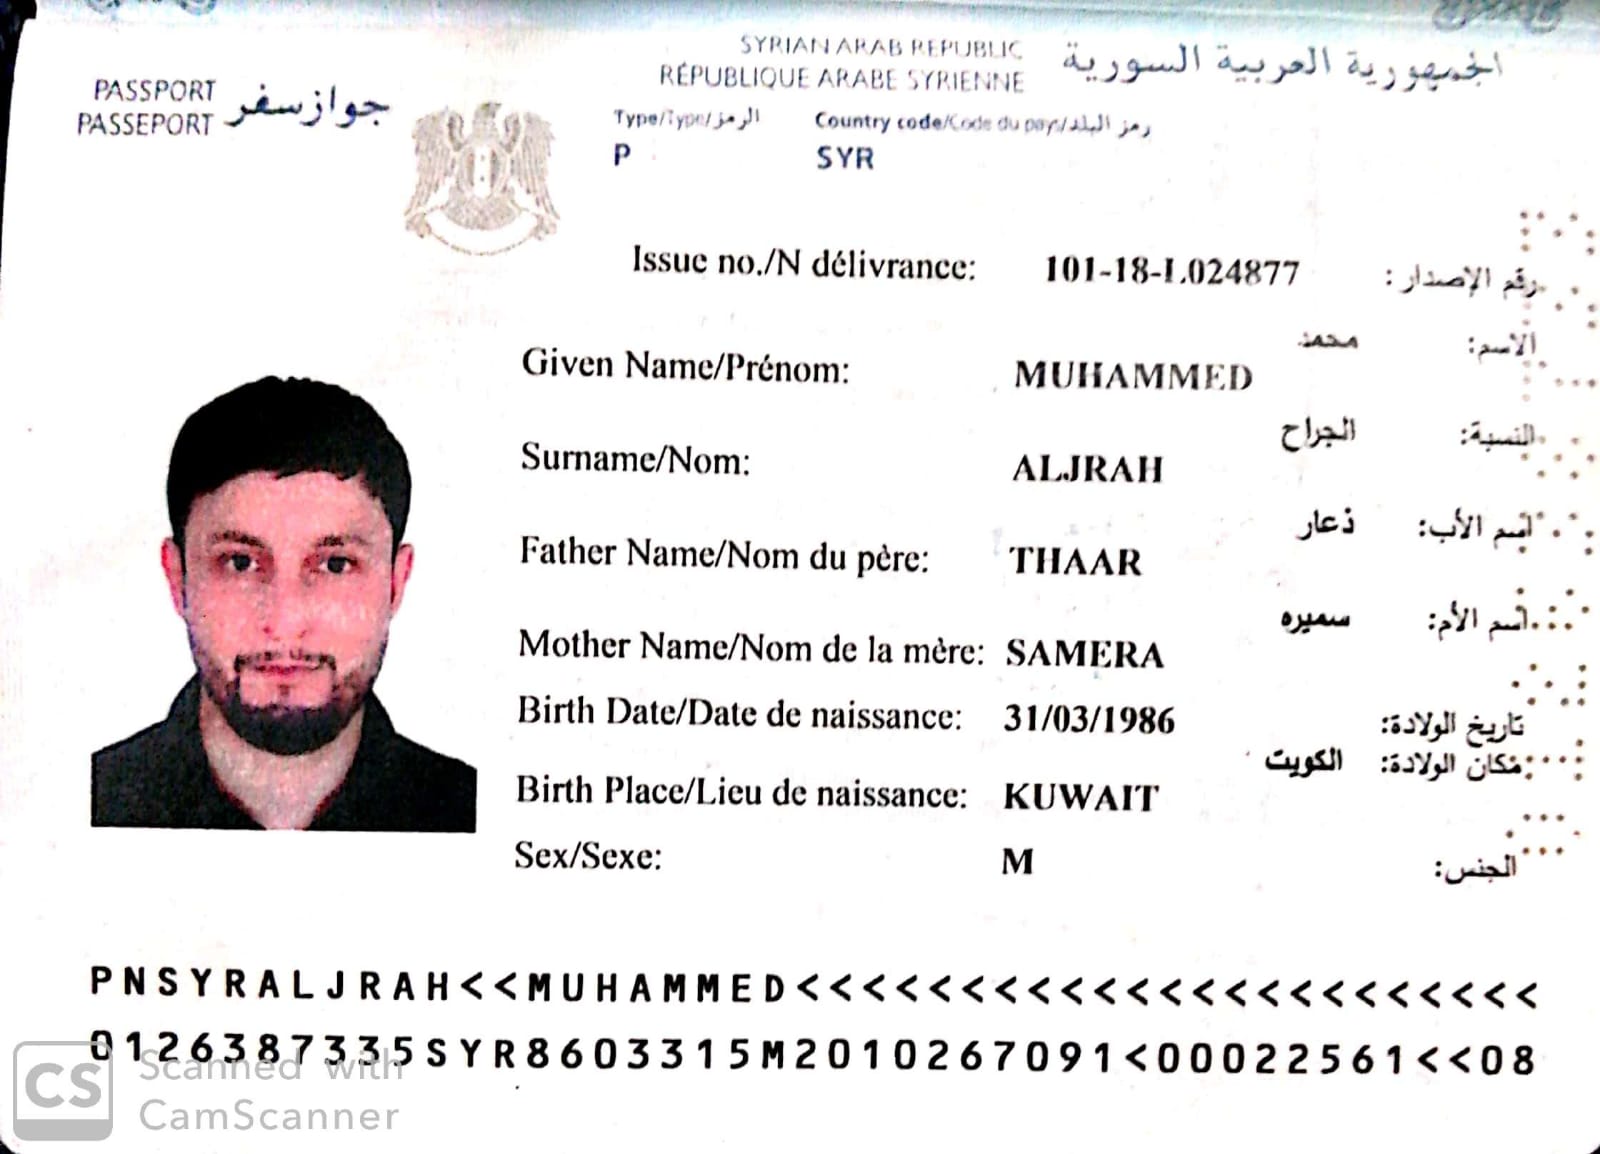 SYRIAN ARAB REPUBLIC
RÉPUBLIQUE ARABE SYRIENNE
الجمهورية العربية السورية
PASSPORT
PASSEPORT
جواز سفر
Type/Type/الرمز
Country code/Code du pays/رمز البلد
P
SYR
Issue no./N délivrance: 101-18-L024877 رقم الإصدار:
محمد الاسم:
Given Name/Prénom: MUHAMMED
الجراح النسبة:
Surname/Nom: ALJRAH
ذعار اسم الأب:
Father Name/Nom du père: THAAR
سميره اسم الأم:
Mother Name/Nom de la mère: SAMERA
Birth Date/Date de naissance: 31/03/1986 تاريخ الولادة:
الكويت مكان الولادة:
Birth Place/Lieu de naissance: KUWAIT
Sex/Sexe: M الجنس:
PNSYRALJRAH<<MUHAMMED<<<<<<<<<<<<<<<<<<<<<<<
0126387335SYR8603315M2010267091<00022561<<08
CS
Scanned with
CamScanner